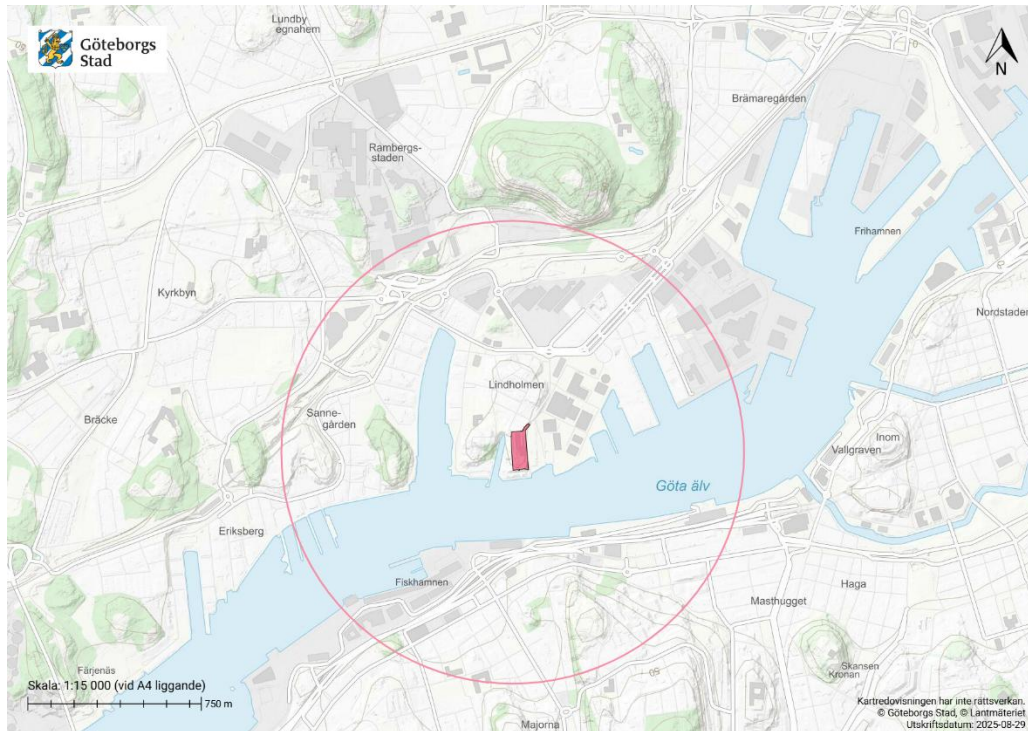 Lundby
egnahem
Göteborgs
Stad
N
Brämaregården
Rambergs-
staden
Frihamnen
Kyrkbyn
Nordstaden
Lindholmen
Sanne-
gården
Bräcke
Inom
Vallgraven
Göta älv
Eriksberg
Fiskhamnen
Haga
Masthugget
Färjenäs
Skansen
Kronan
Skala: 1:15 000 (vid A4 liggande)
750 m
Majorna
Kartredovisningen har inte rättsverkan.
© Göteborgs Stad, © Lantmäteriet
Utskriftsdatum: 2025-08-29